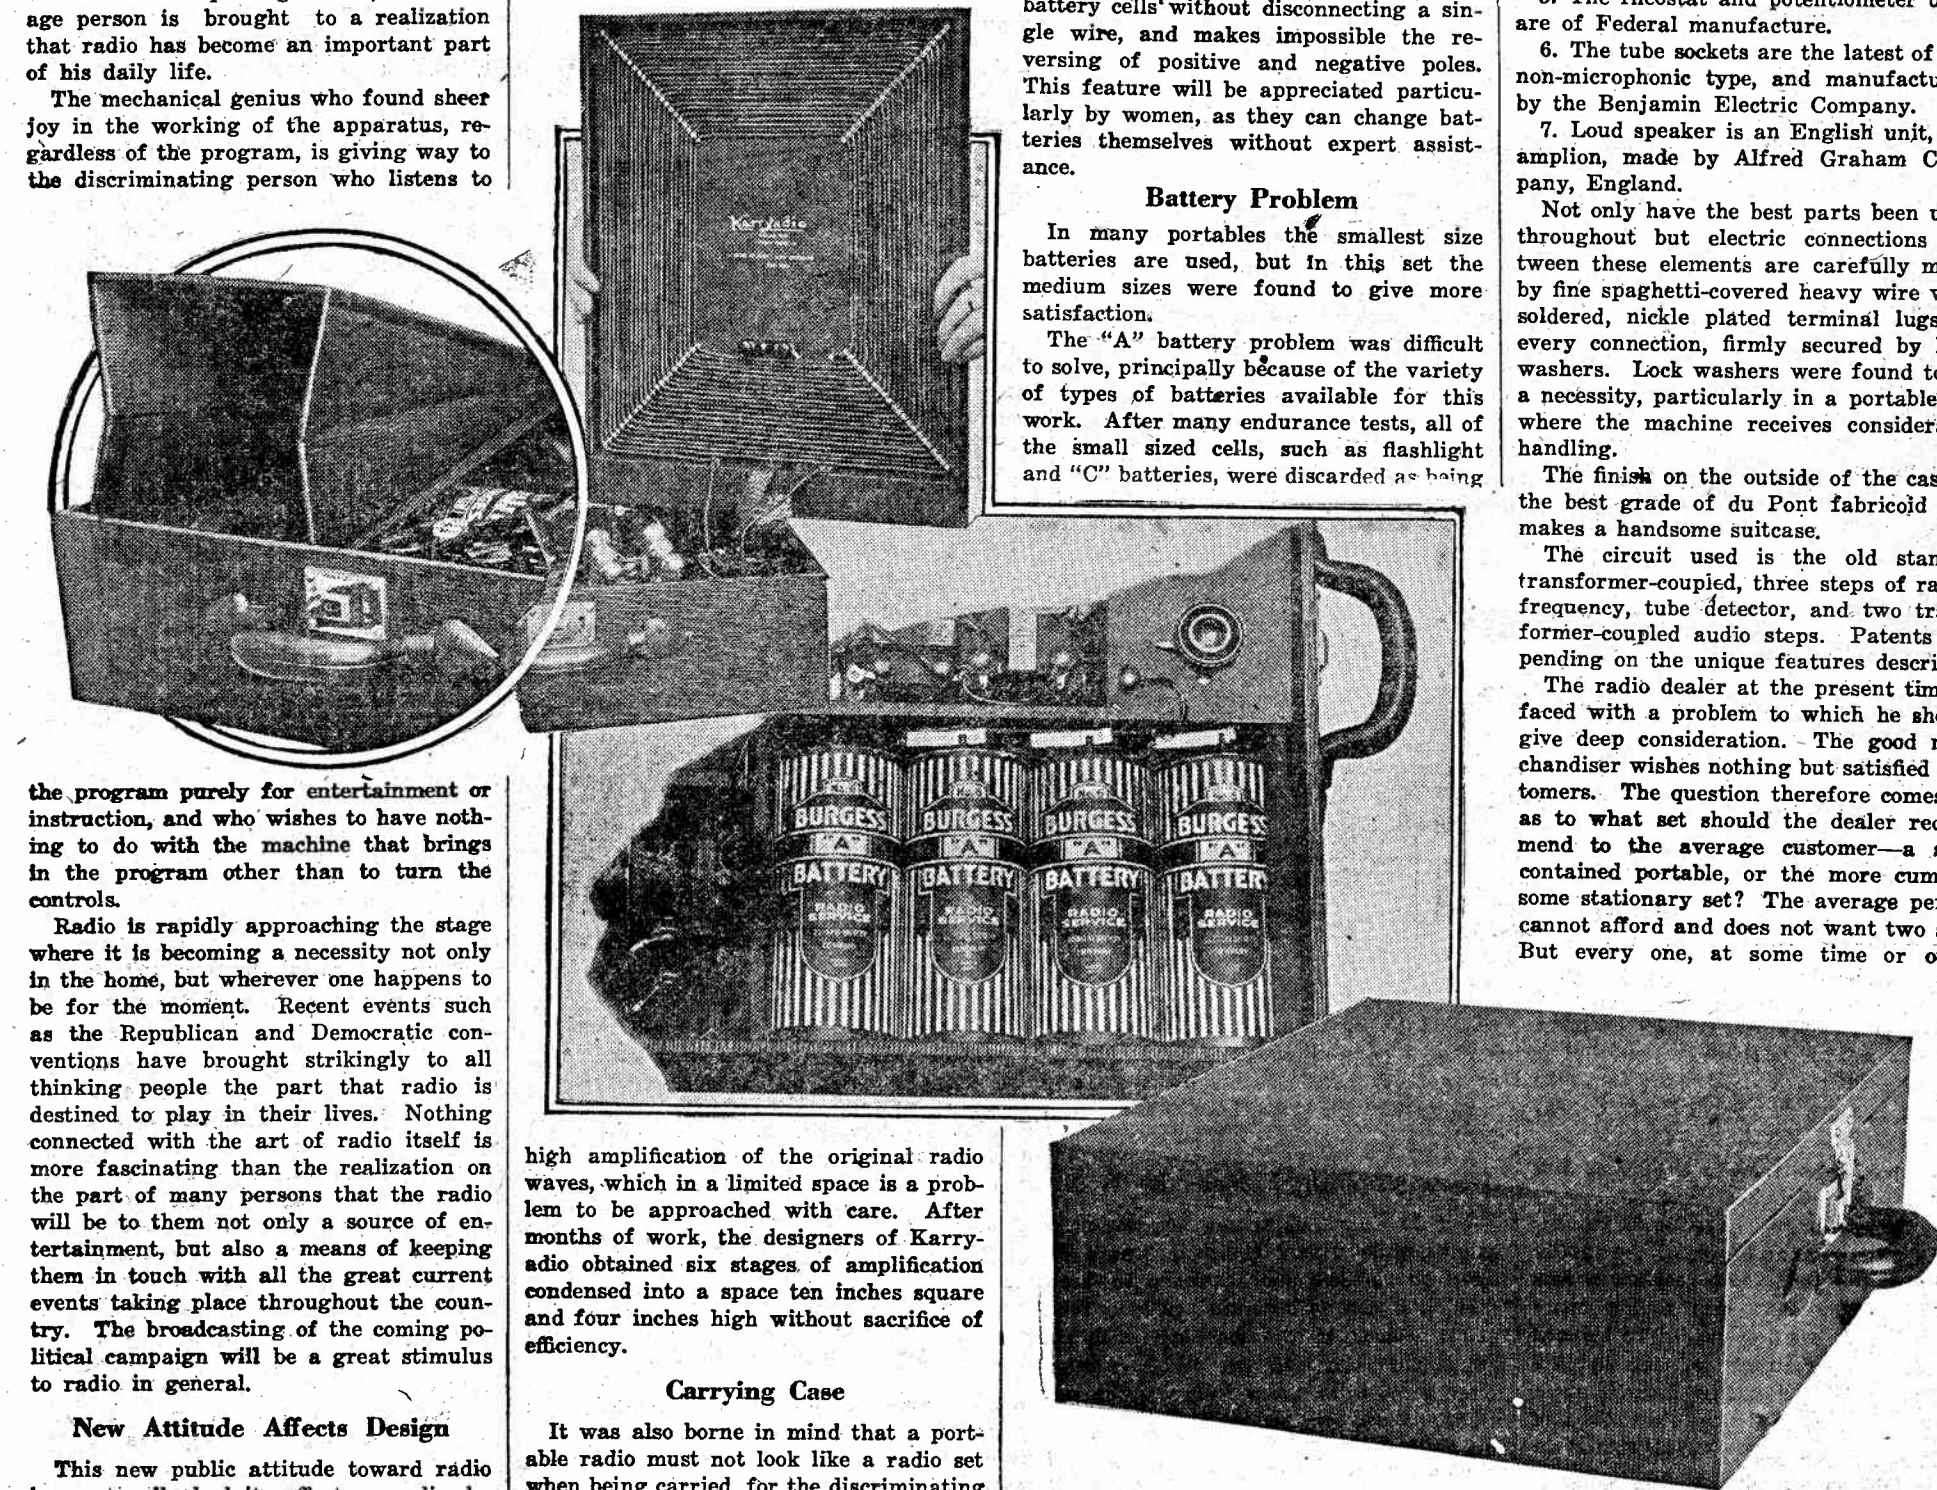 age person is brought to a realization
that radio has become an important part
of his daily life.
The mechanical genius who found sheer
joy in the working of the apparatus, re-
gardless of the program, is giving way to
the discriminating person who listens to
the program purely for entertainment or
instruction, and who wishes to have noth-
ing to do with the machine that brings
in the program other than to turn the
controls.
Radio is rapidly approaching the stage
where it is becoming a necessity not only
in the home, but wherever one happens to
be for the moment. Recent events such
as the Republican and Democratic con-
ventions have brought strikingly to all
thinking people the part that radio is
destined to play in their lives. Nothing
connected with the art of radio itself is
more fascinating than the realization on
the part of many persons that the radio
will be to them not only a source of en-
tertainment, but also a means of keeping
them in touch with all the great current
events taking place throughout the coun-
try. The broadcasting of the coming po-
litical campaign will be a great stimulus
to radio in general.
New Attitude Affects Design
This new public attitude toward radio
Karryadio
BURGESS
"A"
BATTERY
RADIO
SERVICE
BURGESS
"A"
BATTERY
RADIO
SERVICE
BURGESS
"A"
BATTERY
RADIO
SERVICE
BURGESS
"A"
BATTERY
RADIO
SERVICE
high amplification of the original radio
waves, which in a limited space is a prob-
lem to be approached with care. After
months of work, the designers of Karry-
adio obtained six stages of amplification
condensed into a space ten inches square
and four inches high without sacrifice of
efficiency.
Carrying Case
It was also borne in mind that a port-
able radio must not look like a radio set
when being carried, for the discriminating
battery cells without disconnecting a sin-
gle wire, and makes impossible the re-
versing of positive and negative poles.
This feature will be appreciated particu-
larly by women, as they can change bat-
teries themselves without expert assist-
ance.
Battery Problem
In many portables the smallest size
batteries are used, but in this set the
medium sizes were found to give more
satisfaction.
The "A" battery problem was difficult
to solve, principally because of the variety
of types of batteries available for this
work. After many endurance tests, all of
the small sized cells, such as flashlight
and "C" batteries, were discarded as being
The rheostat and potentiometer
are of Federal manufacture.
6. The tube sockets are the latest of
non-microphonic type, and manufactu
by the Benjamin Electric Company.
7. Loud speaker is an English unit,
amplion, made by Alfred Graham C
pany, England.
Not only have the best parts been
throughout but electric connections
tween these elements are carefully m
by fine spaghetti-covered heavy wire
soldered, nickle plated terminal lugs
every connection, firmly secured by
washers. Lock washers were found to
a necessity, particularly in a portable
where the machine receives consider
handling.
The finish on the outside of the cas
the best grade of du Pont fabricoid
makes a handsome suitcase.
The circuit used is the old stan
transformer-coupled, three steps of ra
frequency, tube detector, and two tr
former-coupled audio steps. Patents
pending on the unique features descri
The radio dealer at the present tim
faced with a problem to which he sh
give deep consideration. The good
chandiser wishes nothing but satisfied
tomers. The question therefore comes
as to what set should the dealer rec
mend to the average customer—a
contained portable, or the more cum
some stationary set? The average per
cannot afford and does not want two
But every one, at some time or o